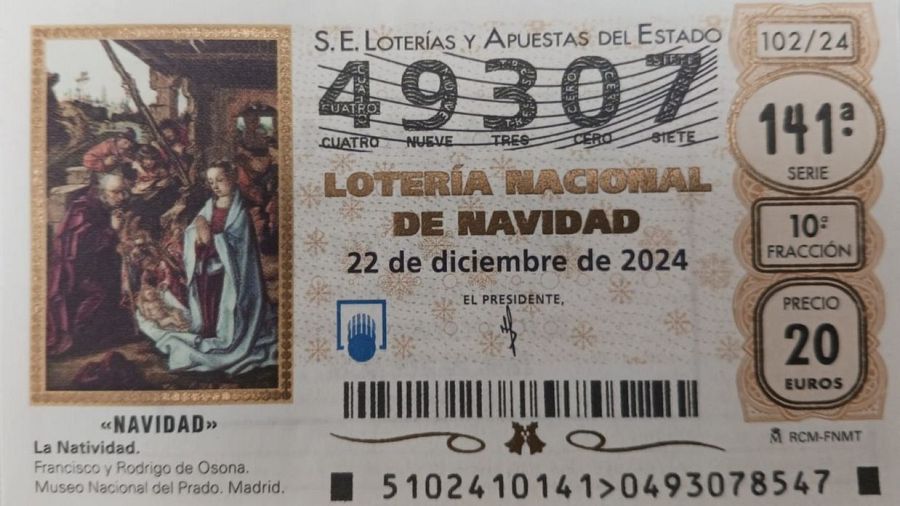 S.E. LOTERÍAS Y APUESTAS DEL ESTADO
49307
CUATRO NUEVE TRES CERO SIETE
LOTERÍA NACIONAL
DE NAVIDAD
22 de diciembre de 2024
EL PRESIDENTE,
102/24
141ª
SERIE
10ª
FRACCIÓN
PRECIO
20
EUROS
RCM-FNMT
«NAVIDAD»
La Natividad.
Francisco y Rodrigo de Osona.
Museo Nacional del Prado. Madrid.
5102410141>0493078547